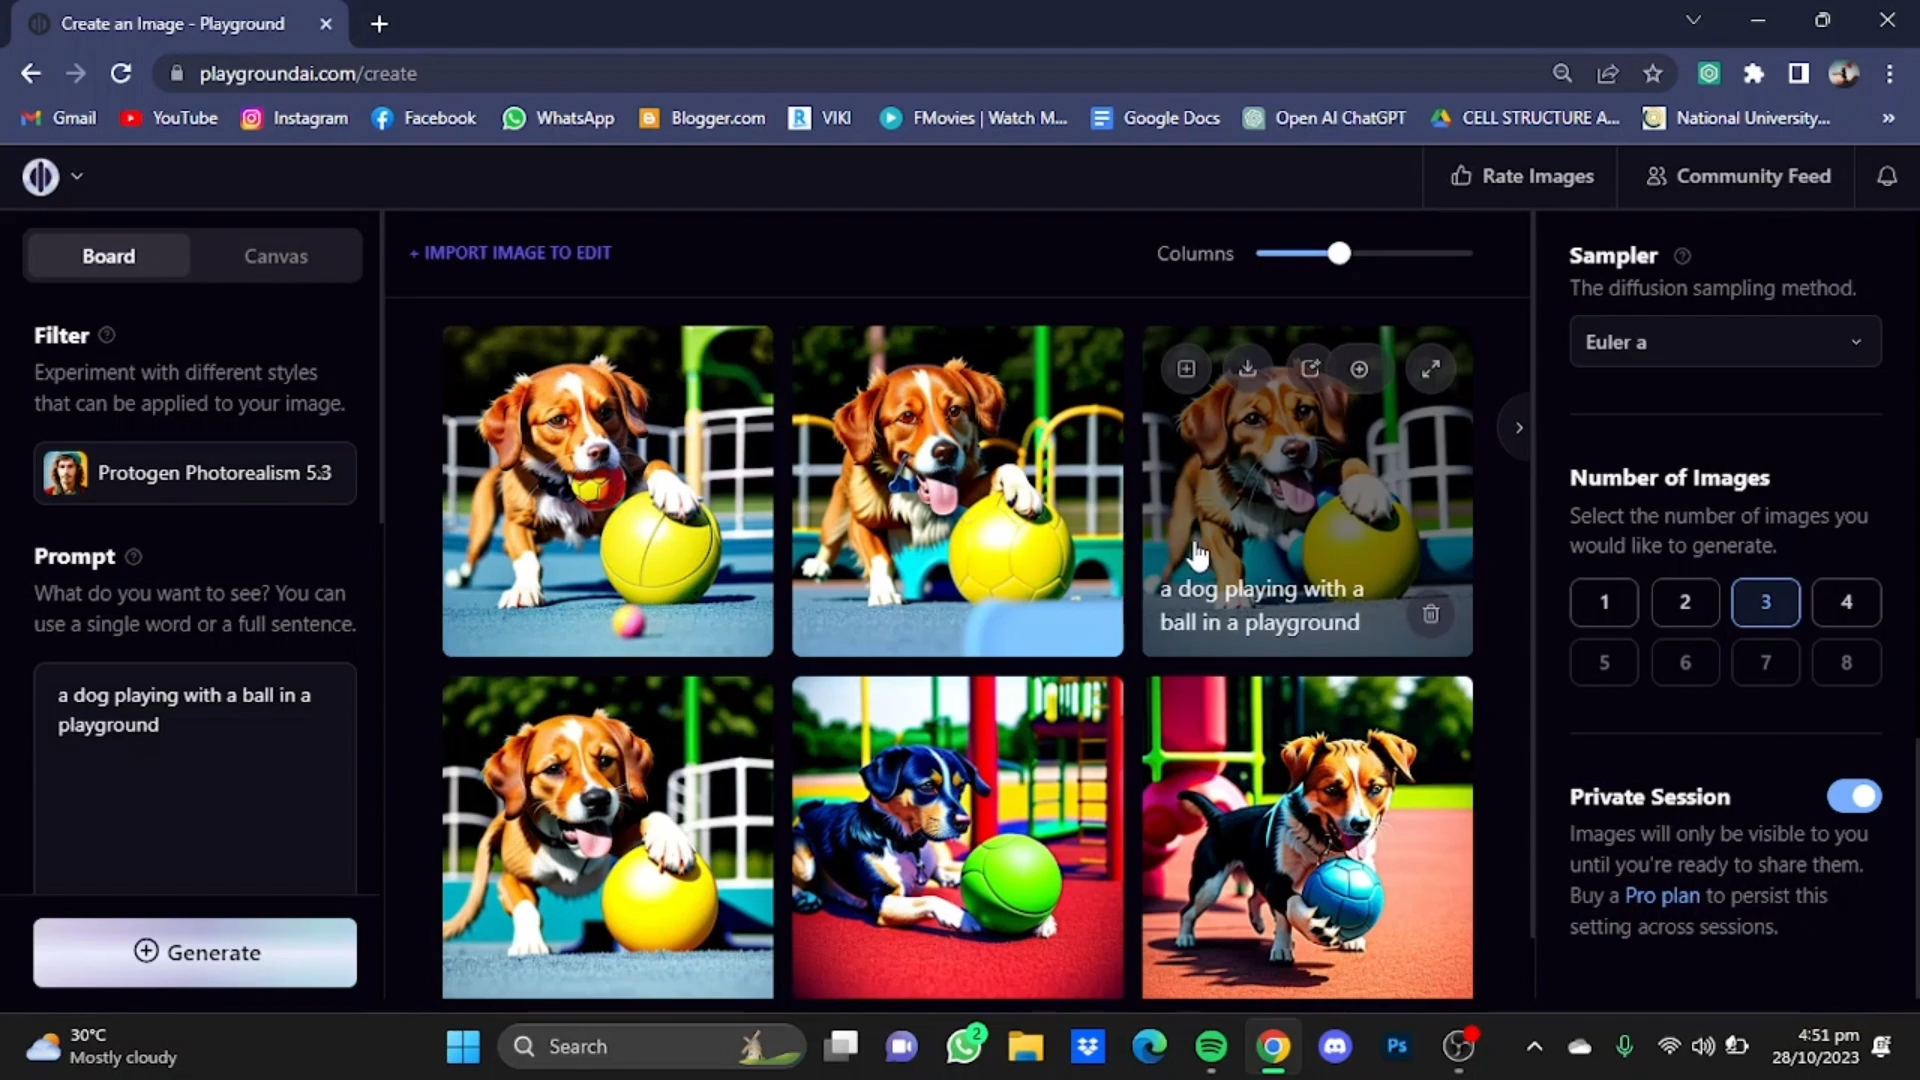 Create an Image - Playground
playgroundai.com/create
Gmail
YouTube
Instagram
Facebook
WhatsApp
Blogger.com
VIKI
FMovies | Watch M...
Google Docs
Open AI ChatGPT
CELL STRUCTURE A...
National University...
Rate Images
Community Feed
Board
Canvas
+ IMPORT IMAGE TO EDIT
Columns
Filter
Experiment with different styles
that can be applied to your image.
Protogen Photorealism 5.3
Prompt
What do you want to see? You can
use a single word or a full sentence.
a dog playing with a ball in a
playground
Generate
a dog playing with a
ball in a playground
Sampler
The diffusion sampling method.
Euler a
Number of Images
Select the number of images you
would like to generate.
1 2 3 4
5 6 7 8
Private Session
Images will only be visible to you
until you're ready to share them.
Buy a Pro plan to persist this
setting across sessions.
30°C
Mostly cloudy
Search
2
Ps
4:51 pm
28/10/2023